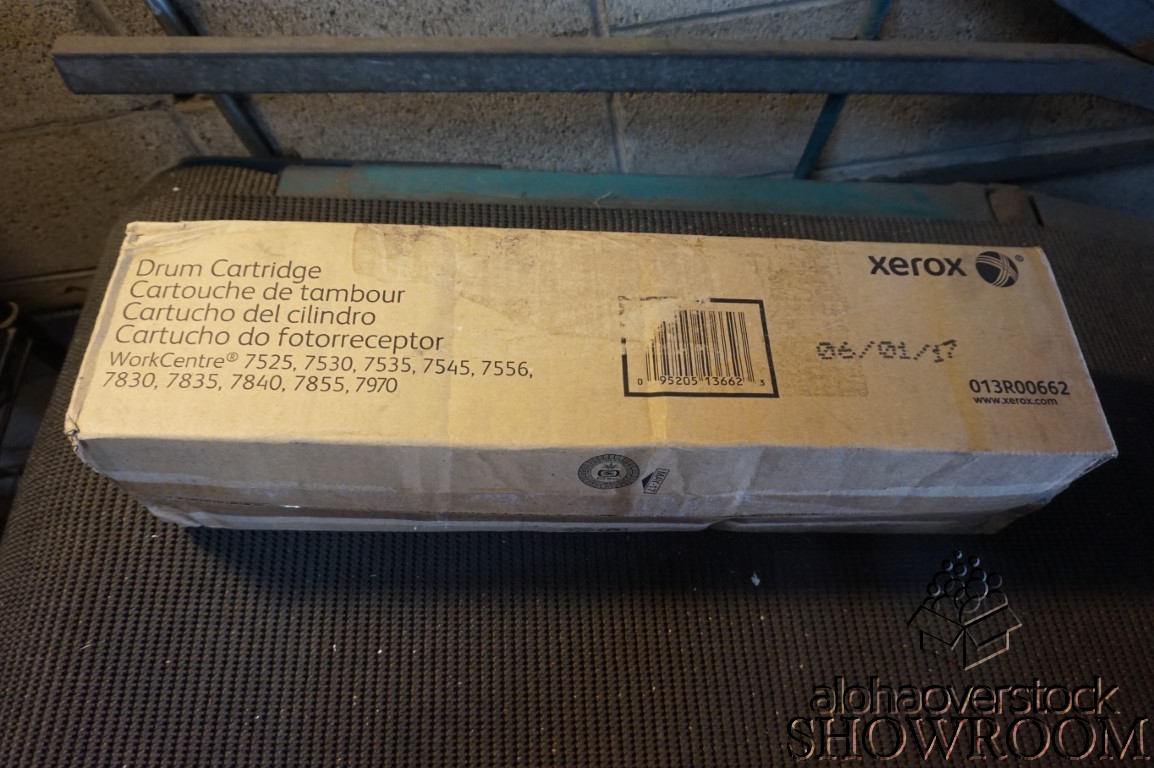 Drum Cartridge
Cartouche de tambour
Cartucho del cilindro
Cartucho do fotorreceptor
WorkCentre® 7525, 7530, 7535, 7545, 7556,
7830, 7835, 7840, 7855, 7970
0 95205 13662 3
xerox ®
06/01/17
013R00662
www.xerox.com
alphaoverstock
SHOWROOM